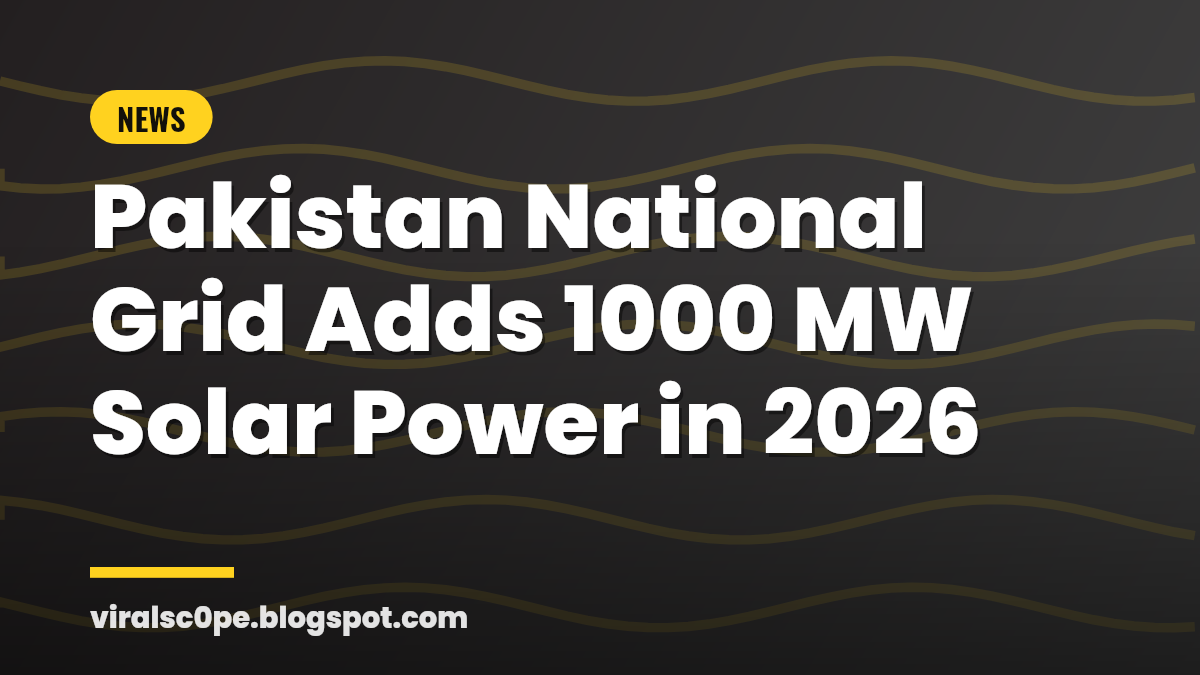 NEWS
Pakistan National
Grid Adds 1000 MW
Solar Power in 2026
viralsc0pe.blogspot.com